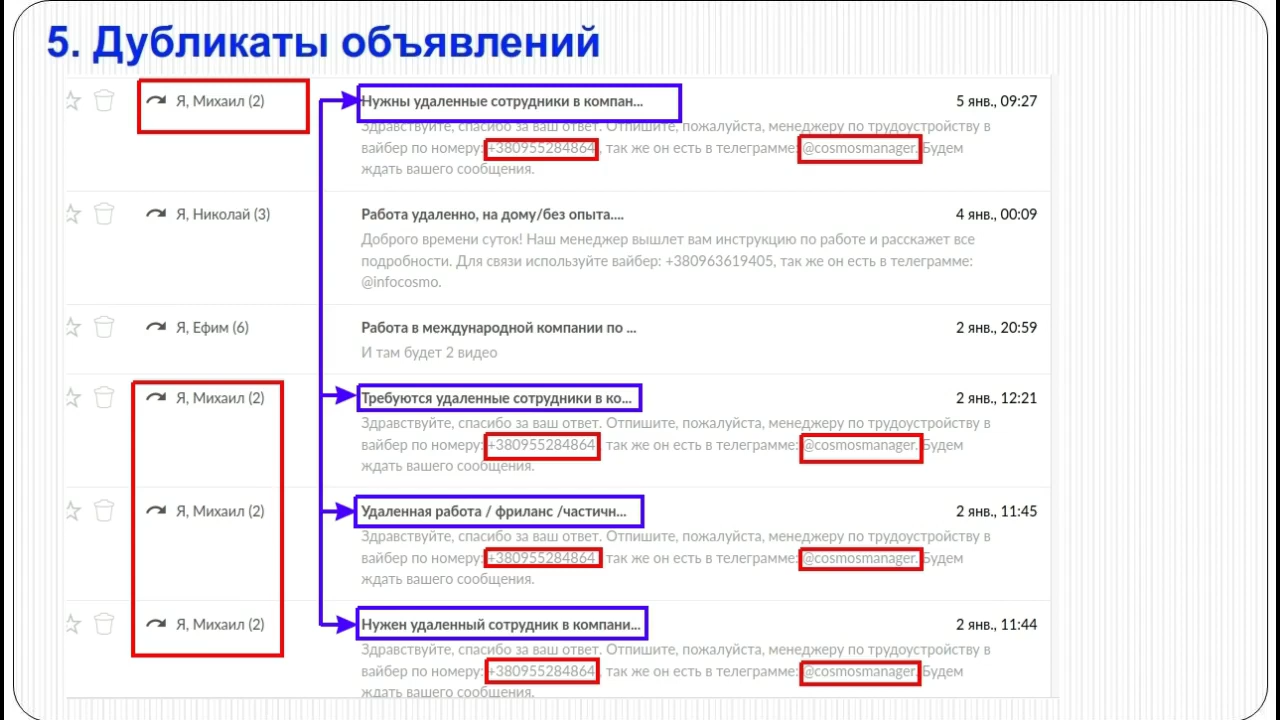 5. Дубликаты объявлений
Я, Михаил (2)
Нужны удаленные сотрудники в компан...
5 янв., 09:27
Здравствуйте, спасибо за ваш ответ. Отпишите, пожалуйста, менеджеру по трудоустройству в
вайбер по номеру: +380955284864, так же он есть в телеграмме: @cosmosmanager. Будем
ждать вашего сообщения.
Я, Николай (3)
Работа удаленно, на дому/без опыта....
4 янв., 00:09
Доброго времени суток! Наш менеджер вышлет вам инструкцию по работе и расскажет все
подробности. Для связи используйте вайбер: +380963619405, так же он есть в телеграмме:
@infocosmo.
Я, Ефим (6)
Работа в международной компании по ...
2 янв., 20:59
И там будет 2 видео
Я, Михаил (2)
Требуются удаленные сотрудники в ко...
2 янв., 12:21
Здравствуйте, спасибо за ваш ответ. Отпишите, пожалуйста, менеджеру по трудоустройству в
вайбер по номеру: +380955284864, так же он есть в телеграмме: @cosmosmanager. Будем
ждать вашего сообщения.
Я, Михаил (2)
Удаленная работа / фриланс /частичн...
2 янв., 11:45
Здравствуйте, спасибо за ваш ответ. Отпишите, пожалуйста, менеджеру по трудоустройству в
вайбер по номеру: +380955284864, так же он есть в телеграмме: @cosmosmanager. Будем
ждать вашего сообщения.
Я, Михаил (2)
Нужен удаленный сотрудник в компани...
2 янв., 11:44
Здравствуйте, спасибо за ваш ответ. Отпишите, пожалуйста, менеджеру по трудоустройству в
вайбер по номеру: +380955284864, так же он есть в телеграмме: @cosmosmanager. Будем
ждать вашего сообщения.